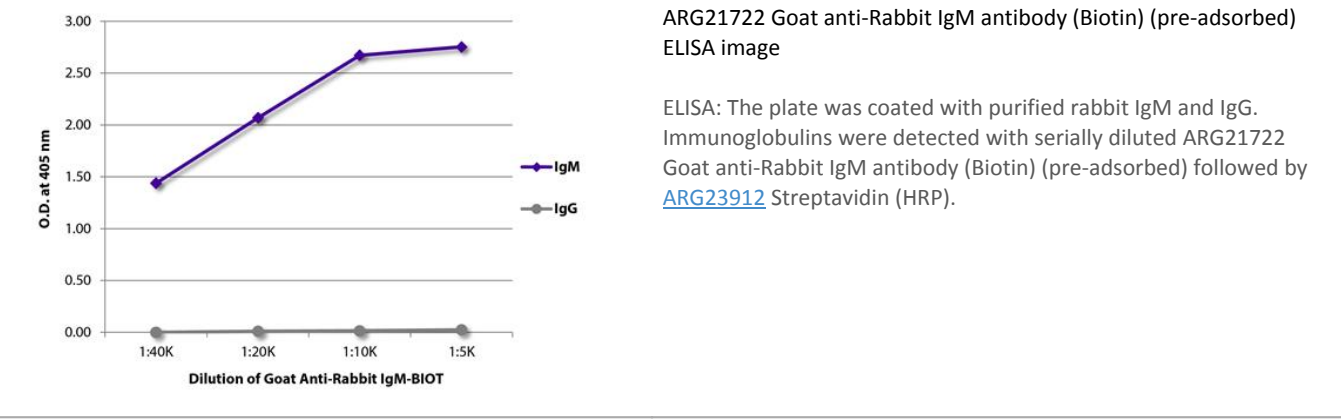 3.00
2.50
2.00
1.50
1.00
0.50
0.00
O.D. at 405 nm
1:40K 1:20K 1:10K 1:5K
Dilution of Goat Anti-Rabbit IgM-BIOT
IgM
IgG
ARG21722 Goat anti-Rabbit IgM antibody (Biotin) (pre-adsorbed)
ELISA image
ELISA: The plate was coated with purified rabbit IgM and IgG.
Immunoglobulins were detected with serially diluted ARG21722
Goat anti-Rabbit IgM antibody (Biotin) (pre-adsorbed) followed by
ARG23912 Streptavidin (HRP).